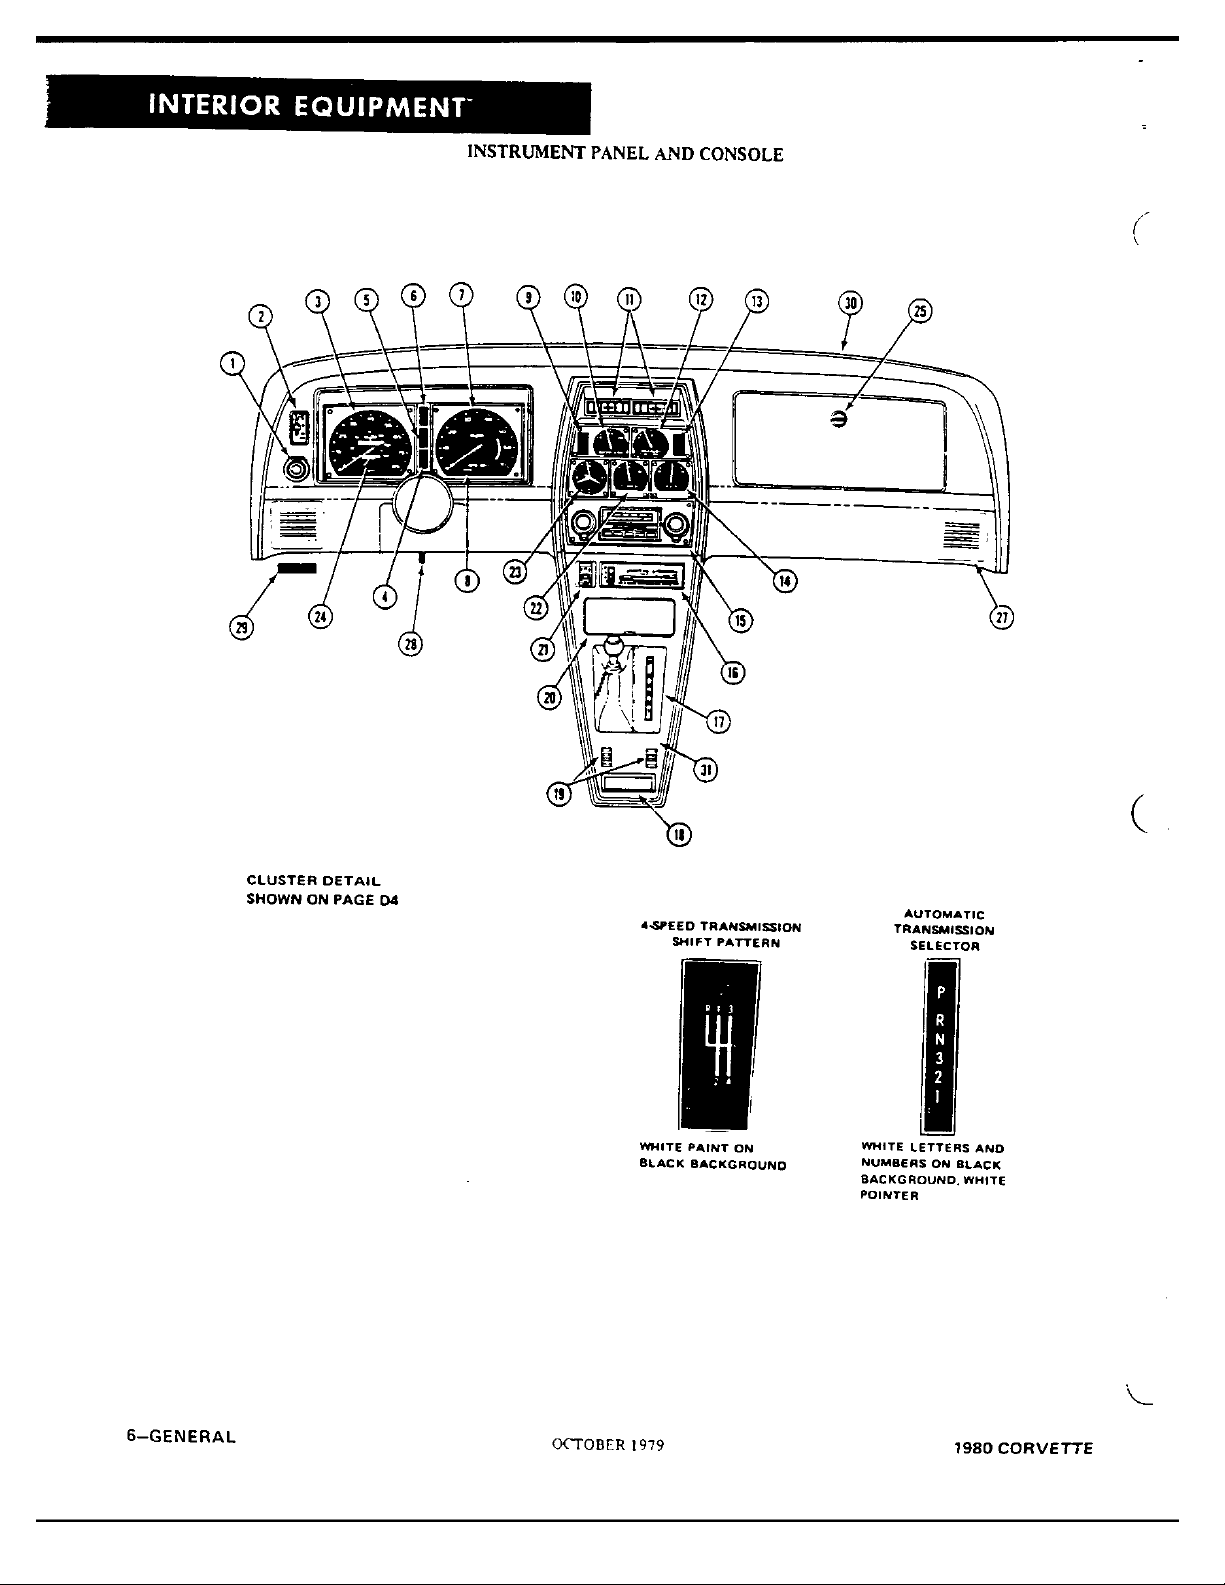 INTERIOR EQUIPMENT
INSTRUMENT PANEL AND CONSOLE
1
2
3
5
6
7
9
10
11
12
13
30
25
29
24
4
28
8
23
22
21
20
19
18
31
17
16
15
14
27
CLUSTER DETAIL
SHOWN ON PAGE D4
4-SPEED TRANSMISSION
SHIFT PATTERN
R 1 3
2 4
WHITE PAINT ON
BLACK BACKGROUND
AUTOMATIC
TRANSMISSION
SELECTOR
P
R
N
3
2
1
WHITE LETTERS AND
NUMBERS ON BLACK
BACKGROUND, WHITE
POINTER
6—GENERAL
OCTOBER 1979
1980 CORVETTE